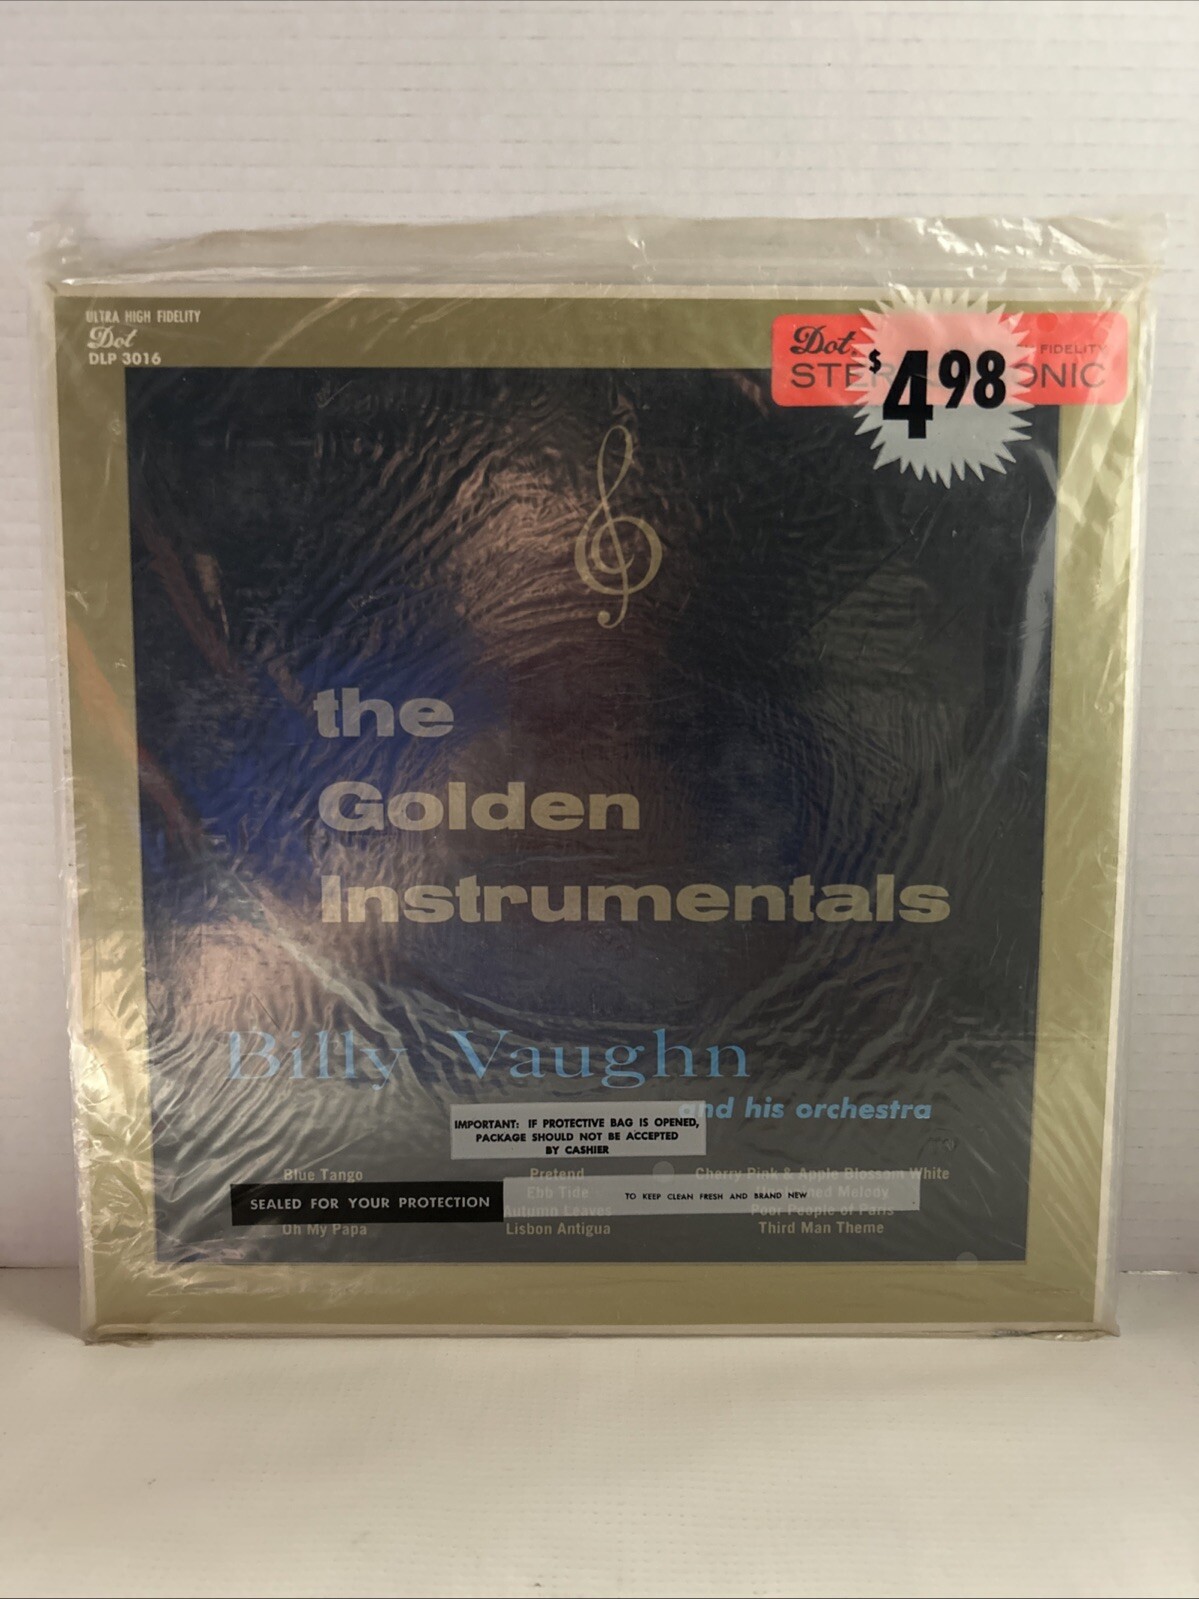 ULTRA HIGH FIDELITY
Dot
DLP 3016
Dot
FIDELITY
$4.98
the
Golden
Instrumentals
Billy Vaughn
and his orchestra
IMPORTANT: IF PROTECTIVE BAG IS OPENED,
PACKAGE SHOULD NOT BE ACCEPTED
BY CASHIER
Blue Tango
Pretend
Cherry Pink & Apple Blossom White
Ebb Tide
Melody
SEALED FOR YOUR PROTECTION
TO KEEP CLEAN FRESH AND BRAND NEW
Autumn Leaves
Poor People of Paris
Oh My Papa
Lisbon Antigua
Third Man Theme